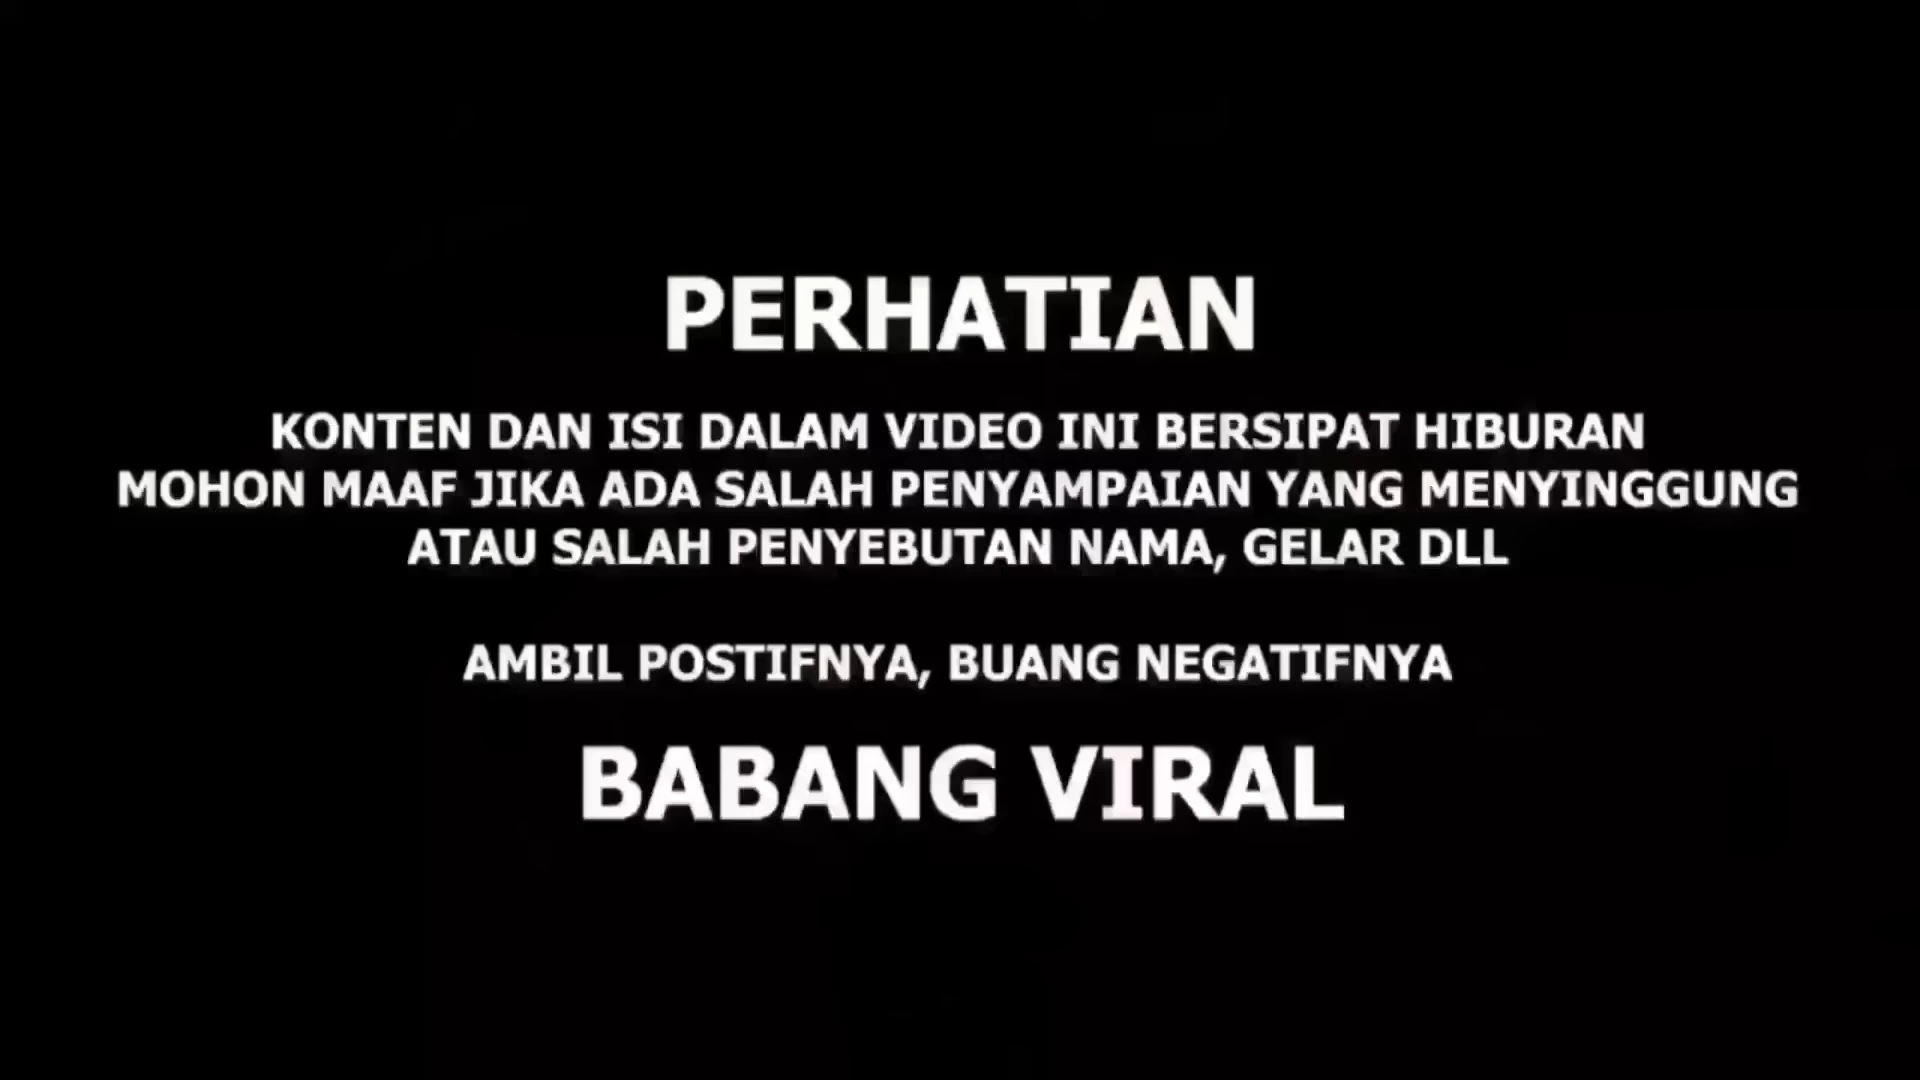 PERHATIAN
KONTEN DAN ISI DALAM VIDEO INI BERSIPAT HIBURAN
MOHON MAAF JIKA ADA SALAH PENYAMPAIAN YANG MENYINGGUNG
ATAU SALAH PENYEBUTAN NAMA, GELAR DLL
AMBIL POSTIFNYA, BUANG NEGATIFNYA
BABANG VIRAL